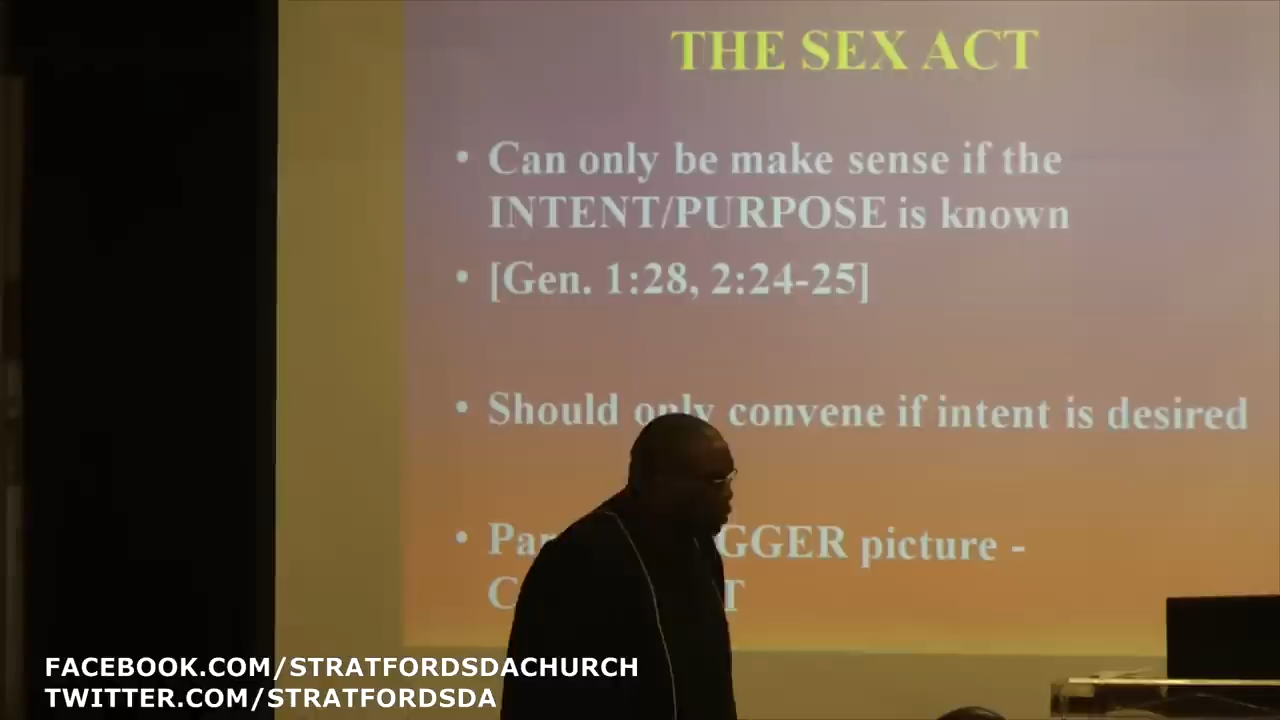 THE SEX ACT
• Can only be make sense if the
INTENT/PURPOSE is known
• [Gen. 1:28, 2:24-25]
• Should only convene if intent is desired
• picture -
FACEBOOK.COM/STRATFORDSDACHURCH
TWITTER.COM/STRATFORDSDA